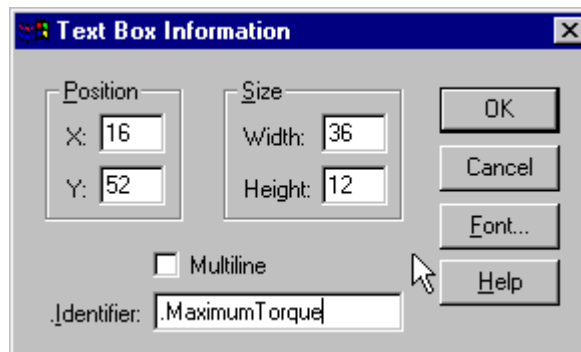 Text Box Information
Position
X: 16
Y: 52
Size
Width: 36
Height: 12
OK
Cancel
Font...
Help
Multiline
.Identifier: .MaximumTorque